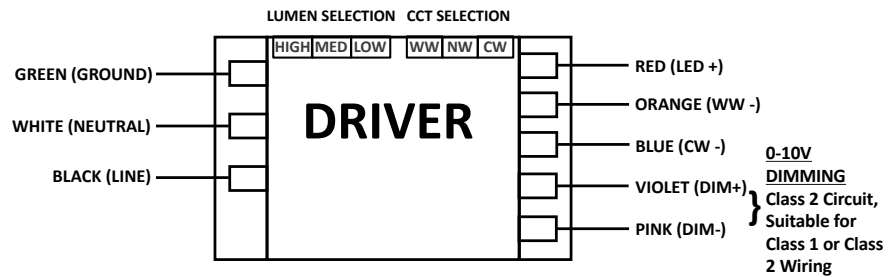 LUMEN SELECTION CCT SELECTION
HIGH MED LOW WW NW CW
GREEN (GROUND)
WHITE (NEUTRAL)
BLACK (LINE)
DRIVER
RED (LED +)
ORANGE (WW -)
BLUE (CW -)
VIOLET (DIM+)
PINK (DIM-)
}
0-10V
DIMMING
Class 2 Circuit,
Suitable for
Class 1 or Class
2 Wiring